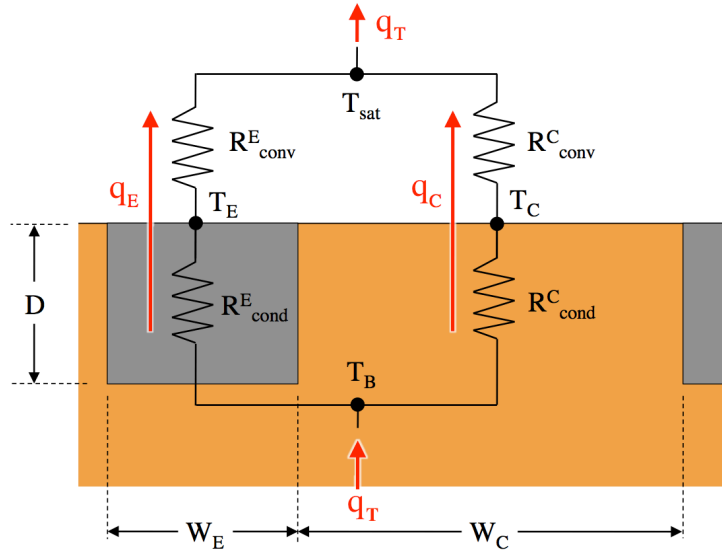 q_T
T_sat
R^E_conv
R^C_conv
q_E
T_E
q_C
T_C
D
R^E_cond
R^C_cond
T_B
q_T
W_E
W_C